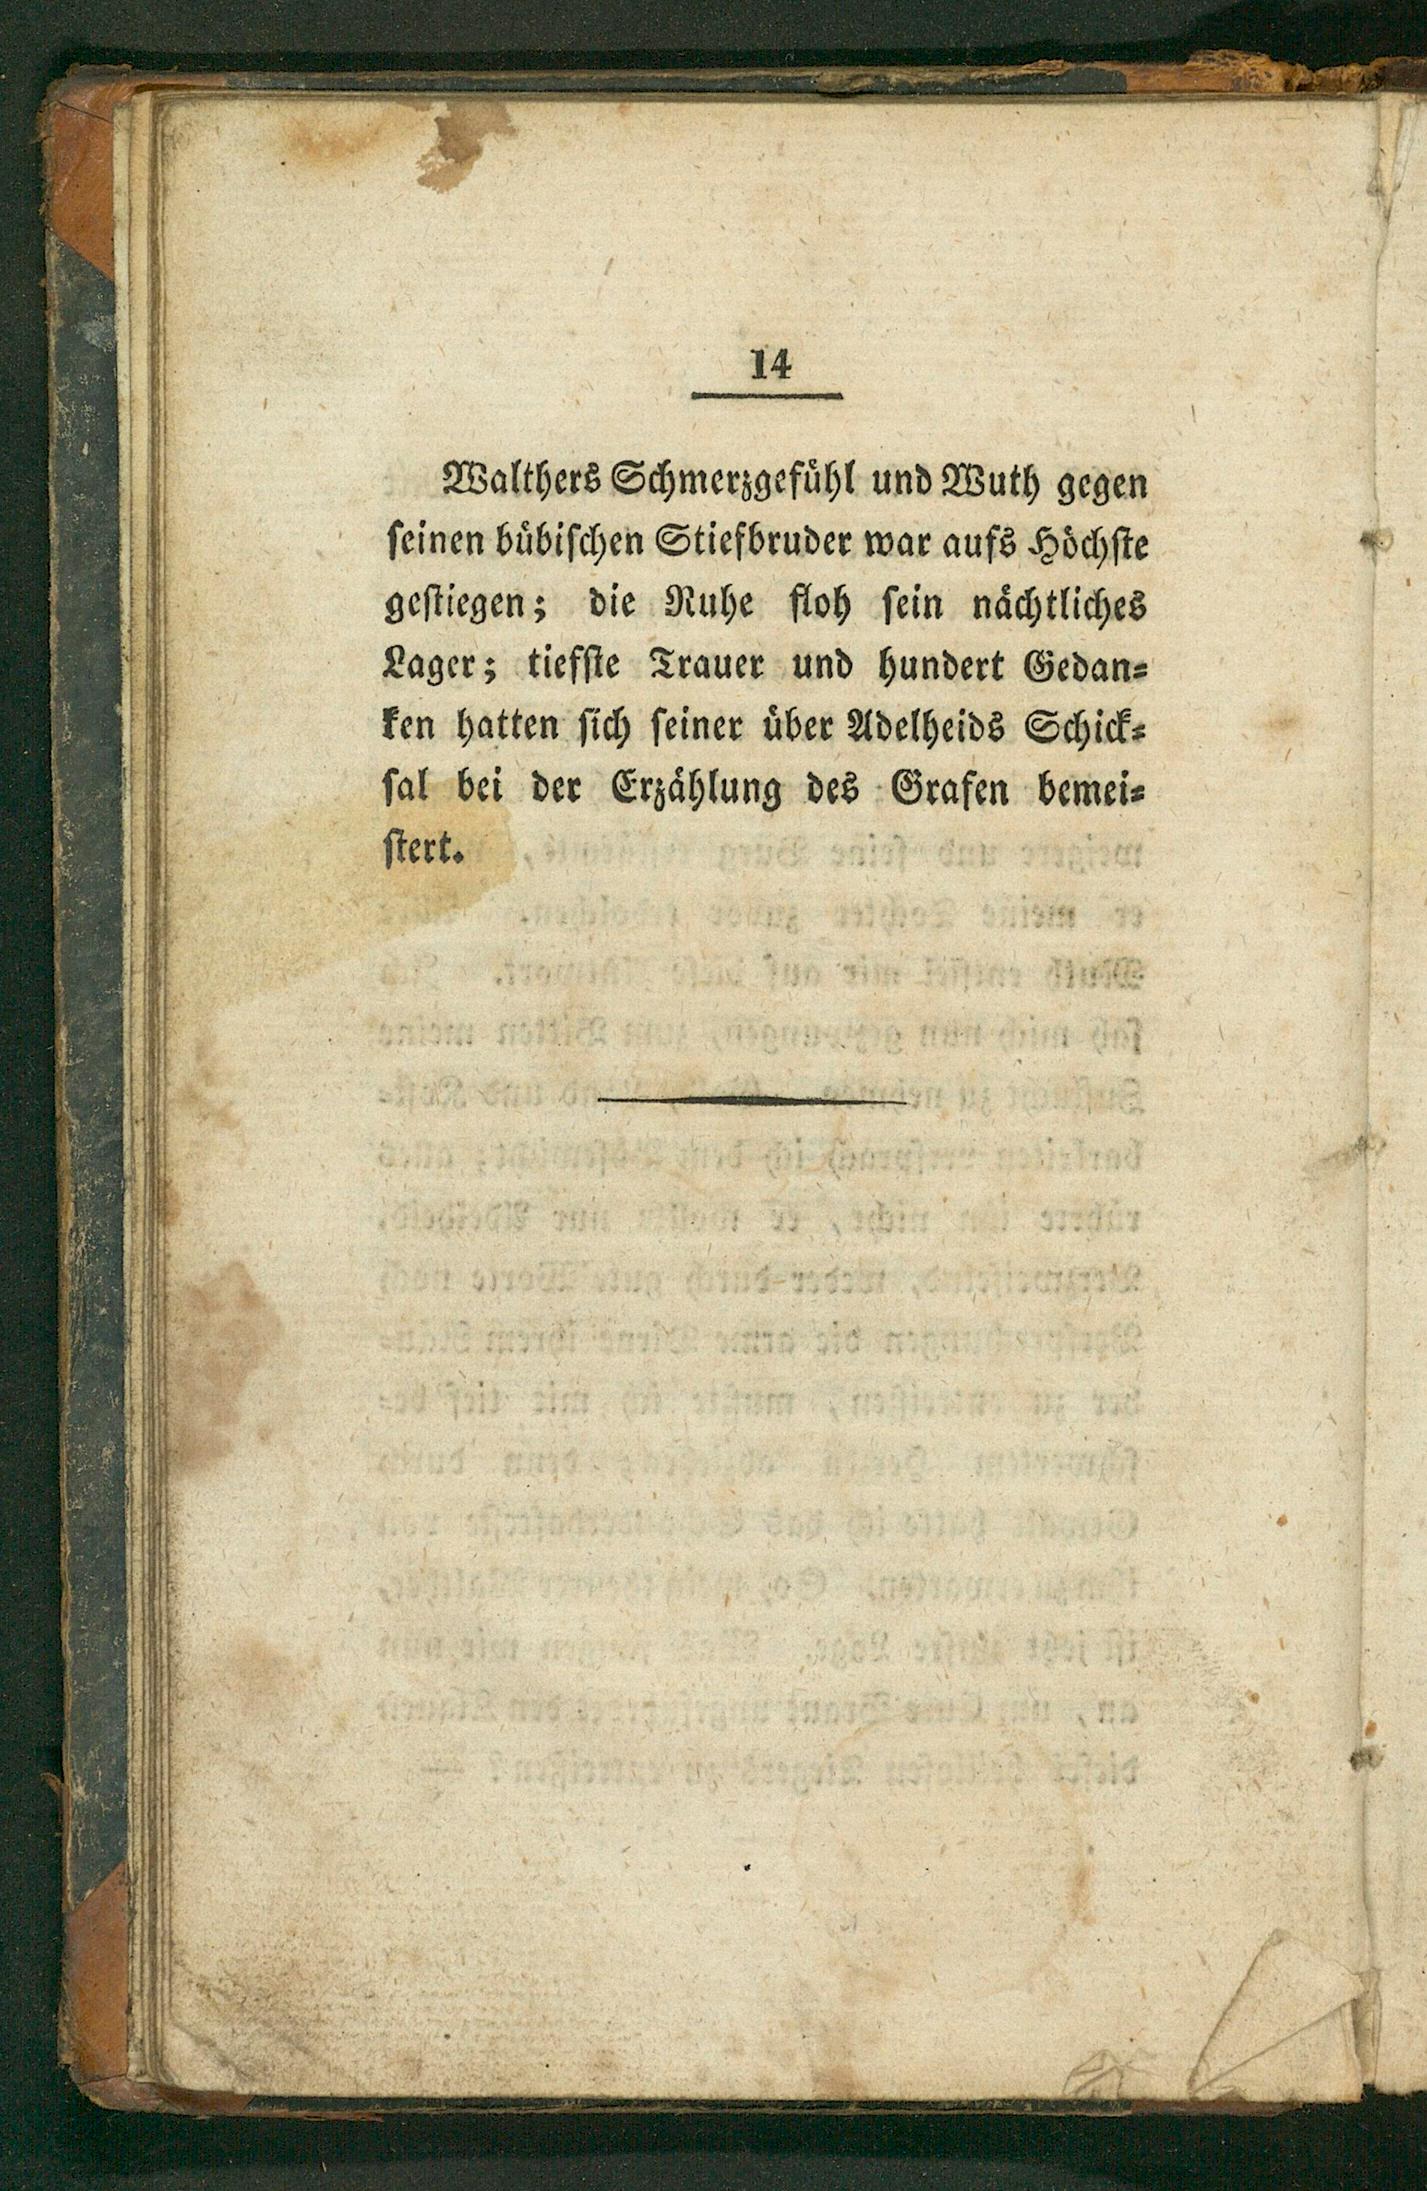 14
Walthers Schmerzgefühl und Wuth gegen
ſeinen bübiſchen Stiefbruder war aufs Höchſte
geſtiegen; die Ruhe floh ſein nächtliches
Lager; tiefſte Trauer und hundert Gedan⸗
ken hatten ſich ſeiner über Adelheids Schick⸗
ſal bei der Erzählung des Grafen bemei⸗
ſtert.